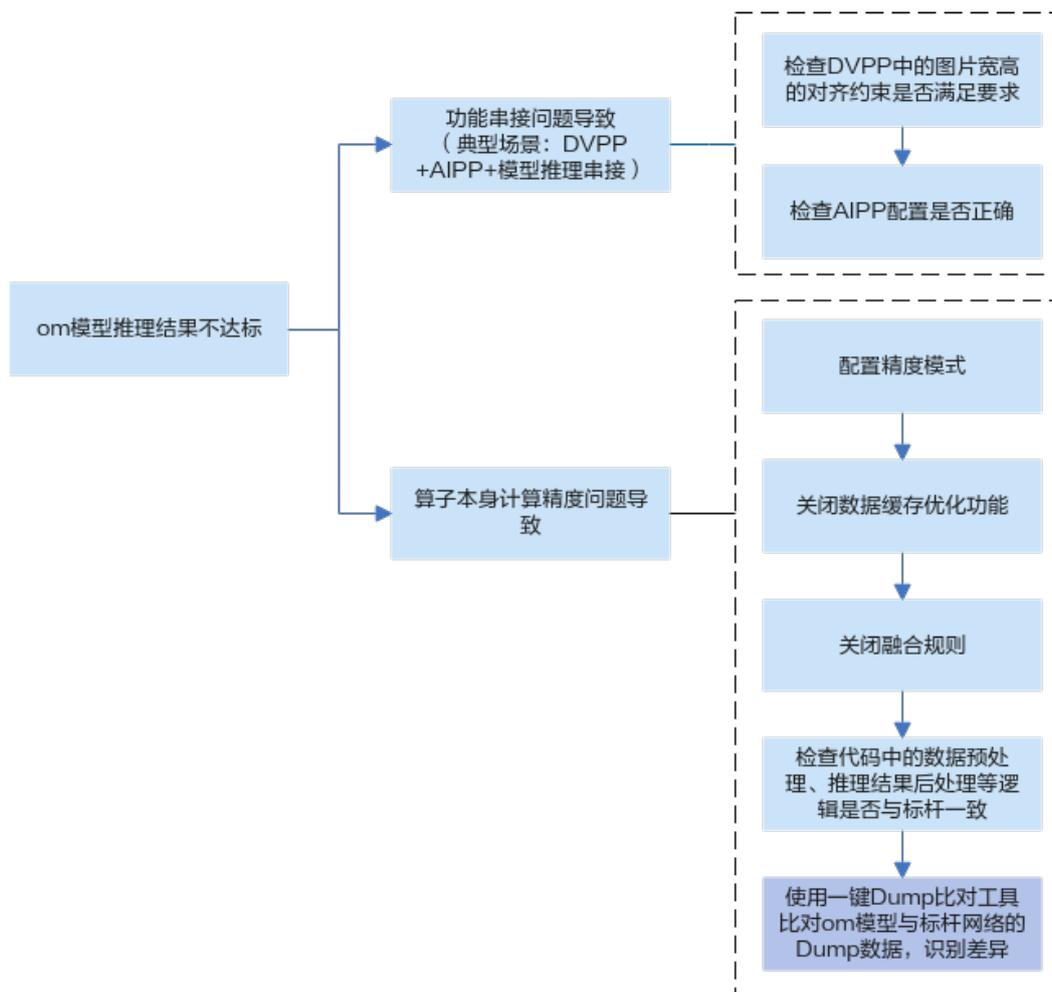 om模型推理结果不达标
功能串接问题导致
（典型场景：DVPP
+AIPP+模型推理串接）
检查DVPP中的图片宽高
的对齐约束是否满足要求
检查AIPP配置是否正确
算子本身计算精度问题导
致
配置精度模式
关闭数据缓存优化功能
关闭融合规则
检查代码中的数据预处
理、推理结果后处理等逻
辑是否与标杆一致
使用一键Dump比对工具
比对om模型与标杆网络的
Dump数据，识别差异